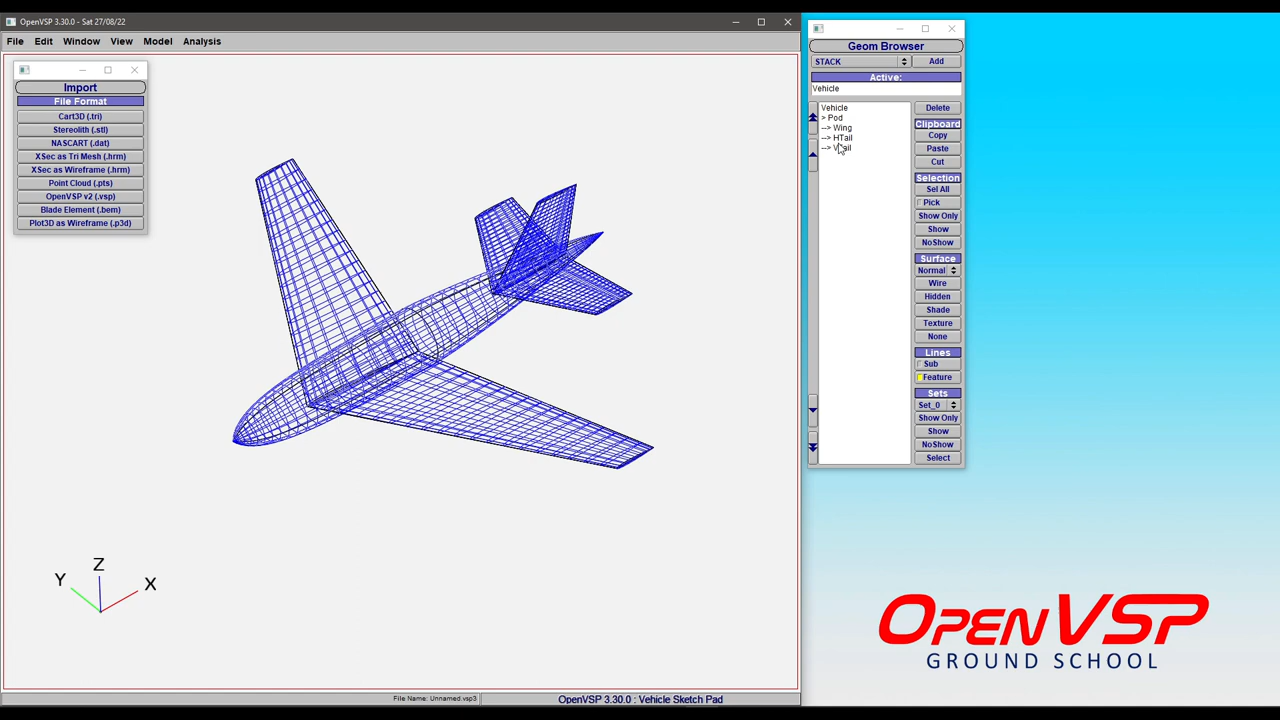 OpenVSP 3.30.0 - Sat 27/08/22
File Edit Window View Model Analysis
Import
File Format
Cart3D (.tri)
Stereolith (.stl)
NASCART (.dat)
XSec as Tri Mesh (.hrm)
XSec as Wireframe (.hrm)
Point Cloud (.pts)
OpenVSP v2 (.vsp)
Blade Element (.bem)
Plot3D as Wireframe (.p3d)
Z
Y
X
File Name: Unnamed.vsp3
OpenVSP 3.30.0 : Vehicle Sketch Pad
Geom Browser
STACK
Add
Active:
Vehicle
Vehicle
> Pod
--> Wing
--> HTail
Delete
Clipboard
Copy
Paste
Cut
Selection
Sel All
Pick
Show Only
Show
NoShow
Surface
Normal
Wire
Hidden
Shade
Texture
None
Lines
Sub
Feature
Sets
Set_0
Show Only
Show
NoShow
Select
OPENVSP
GROUND SCHOOL